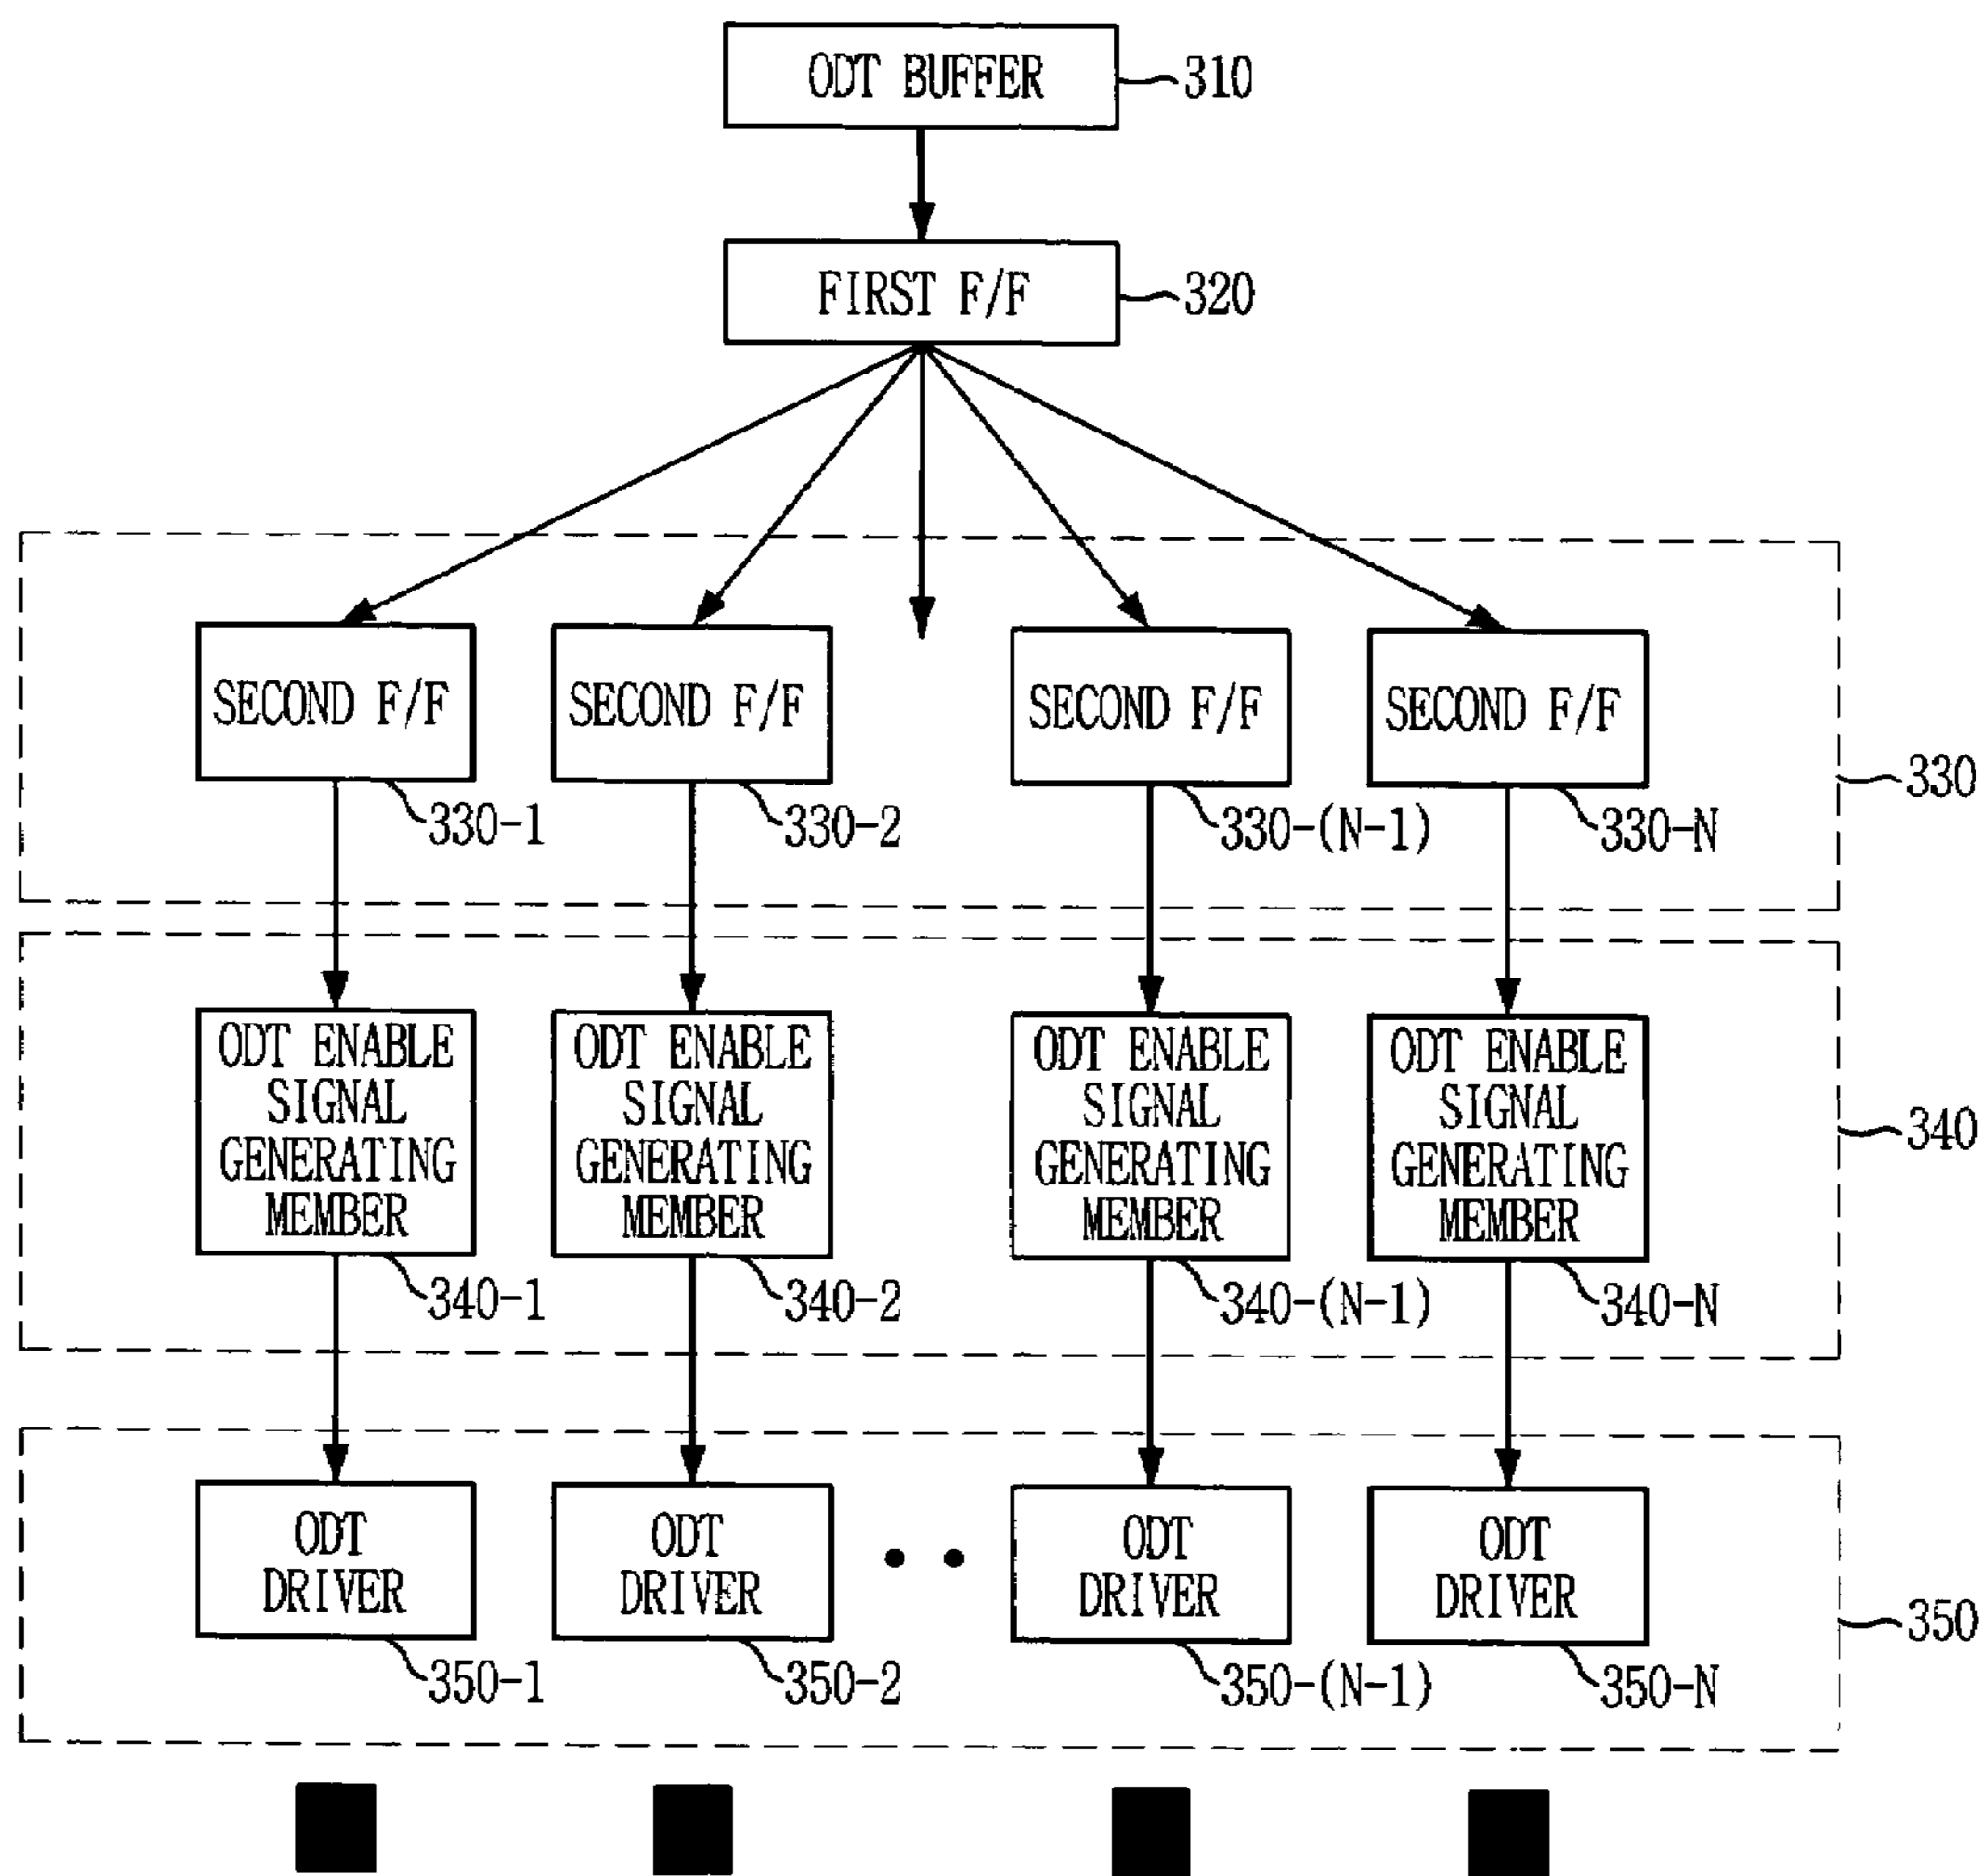 ODT BUFFER
310
FIRST F/F
320
SECOND F/F
SECOND F/F
SECOND F/F
SECOND F/F
330
330-1
330-2
330-(N-1)
330-N
ODT ENABLE
SIGNAL
GENERATING
MEMBER
ODT ENABLE
SIGNAL
GENERATING
MEMBER
ODT ENABLE
SIGNAL
GENERATING
MEMBER
ODT ENABLE
SIGNAL
GENERATING
MEMBER
340
340-1
340-2
340-(N-1)
340-N
ODT
DRIVER
ODT
DRIVER
ODT
DRIVER
ODT
DRIVER
350
350-1
350-2
350-(N-1)
350-N